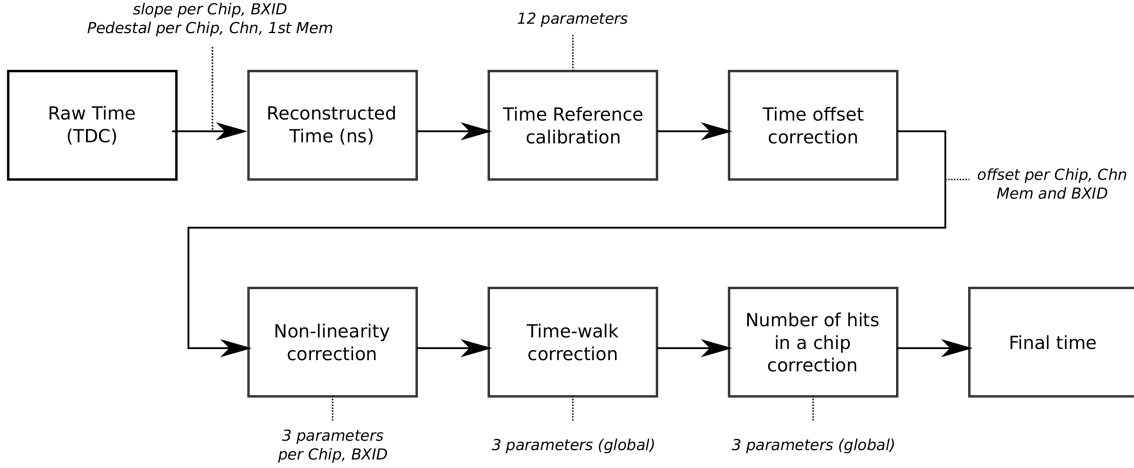 slope per Chip, BXID
Pedestal per Chip, Chn, 1st Mem
12 parameters
Raw Time
(TDC)
Reconstructed
Time (ns)
Time Reference
calibration
Time offset
correction
offset per Chip, Chn
Mem and BXID
Non-linearity
correction
Time-walk
correction
Number of hits
in a chip
correction
Final time
3 parameters
per Chip, BXID
3 parameters (global)
3 parameters (global)